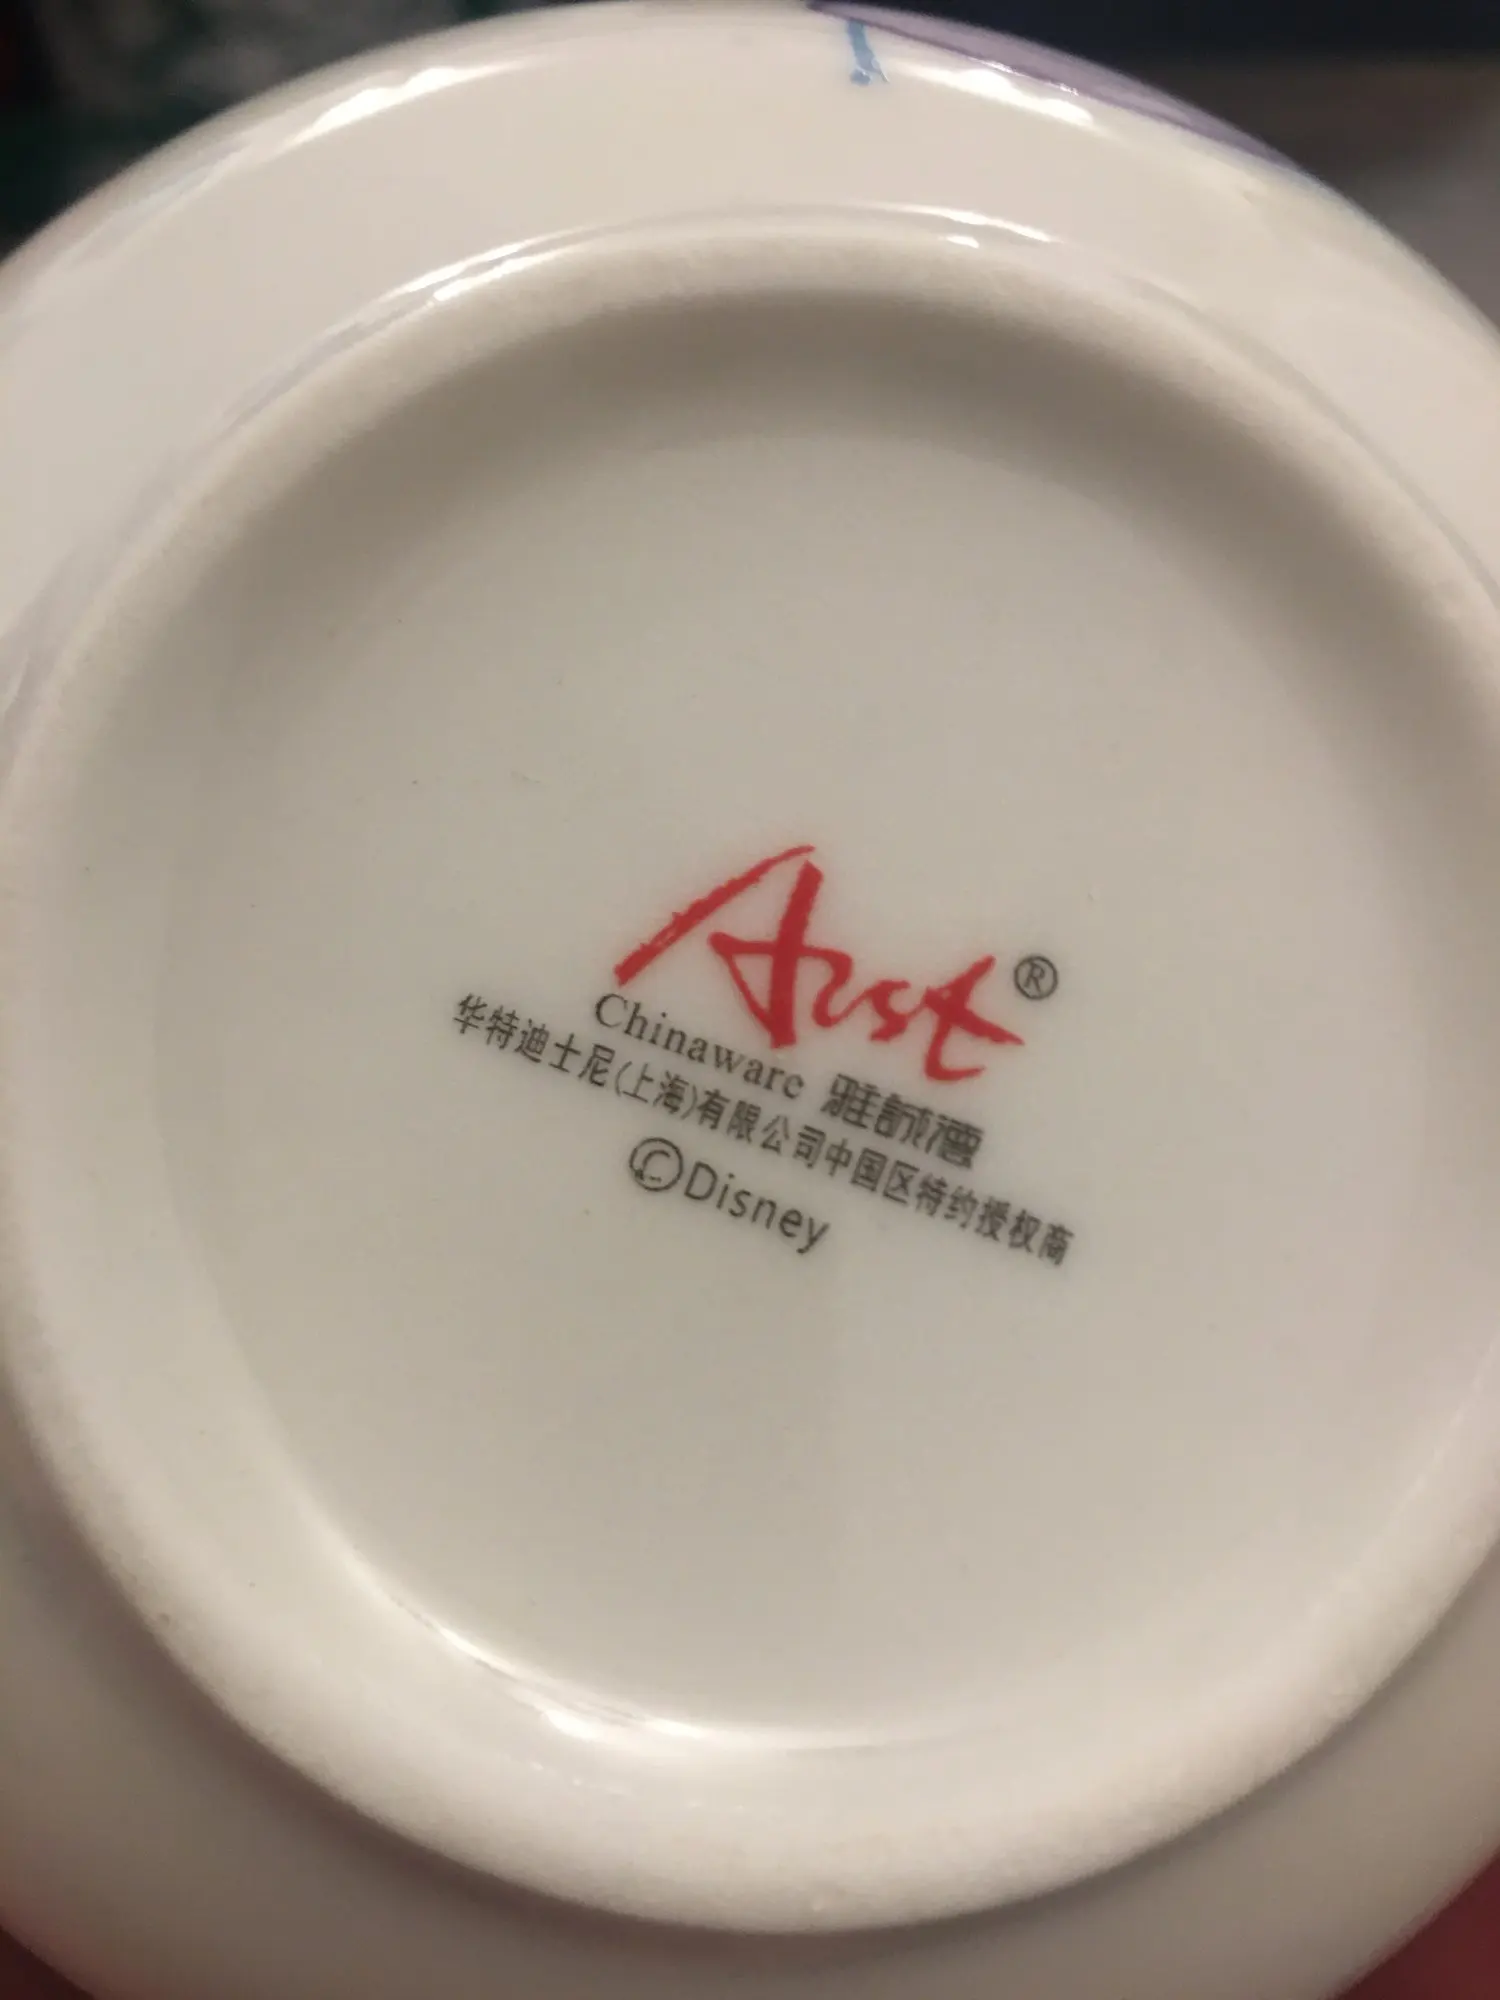 Arst®
Chinaware 雅誠德
华特迪士尼(上海)有限公司中国区特约授权商
©Disney